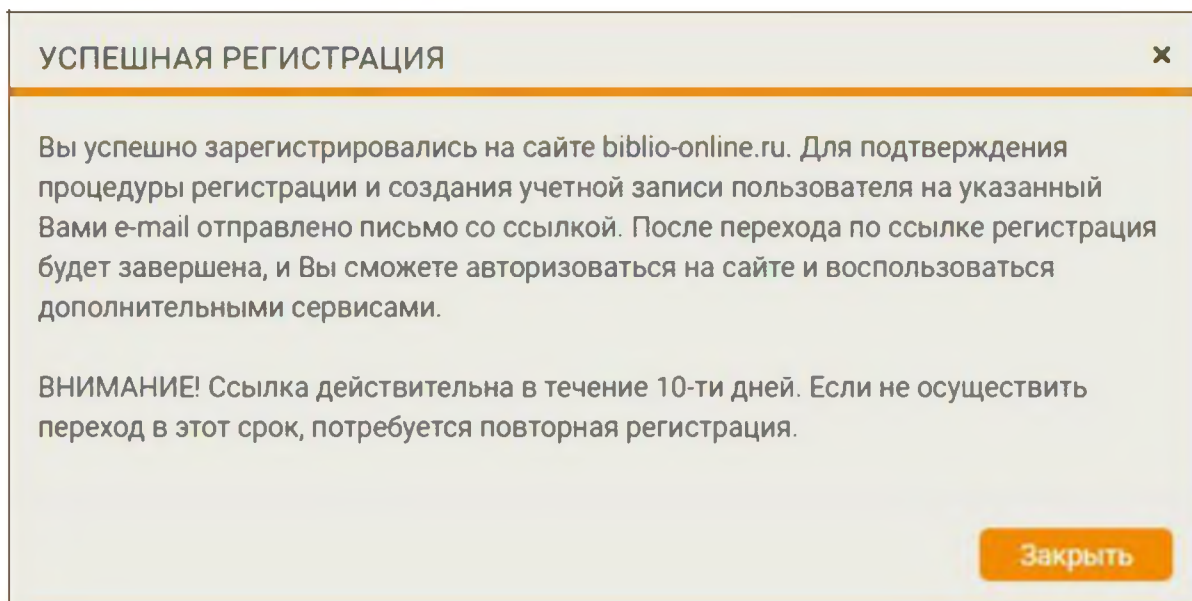 УСПЕШНАЯ РЕГИСТРАЦИЯ
Вы успешно зарегистрировались на сайте biblio-online.ru. Для подтверждения
процедуры регистрации и создания учетной записи пользователя на указанный
Вами e-mail отправлено письмо со ссылкой. После перехода по ссылке регистрация
будет завершена, и Вы сможете авторизоваться на сайте и воспользоваться
дополнительными сервисами.
ВНИМАНИЕ! Ссылка действительна в течение 10-ти дней. Если не осуществить
переход в этот срок, потребуется повторная регистрация.
Закрыть